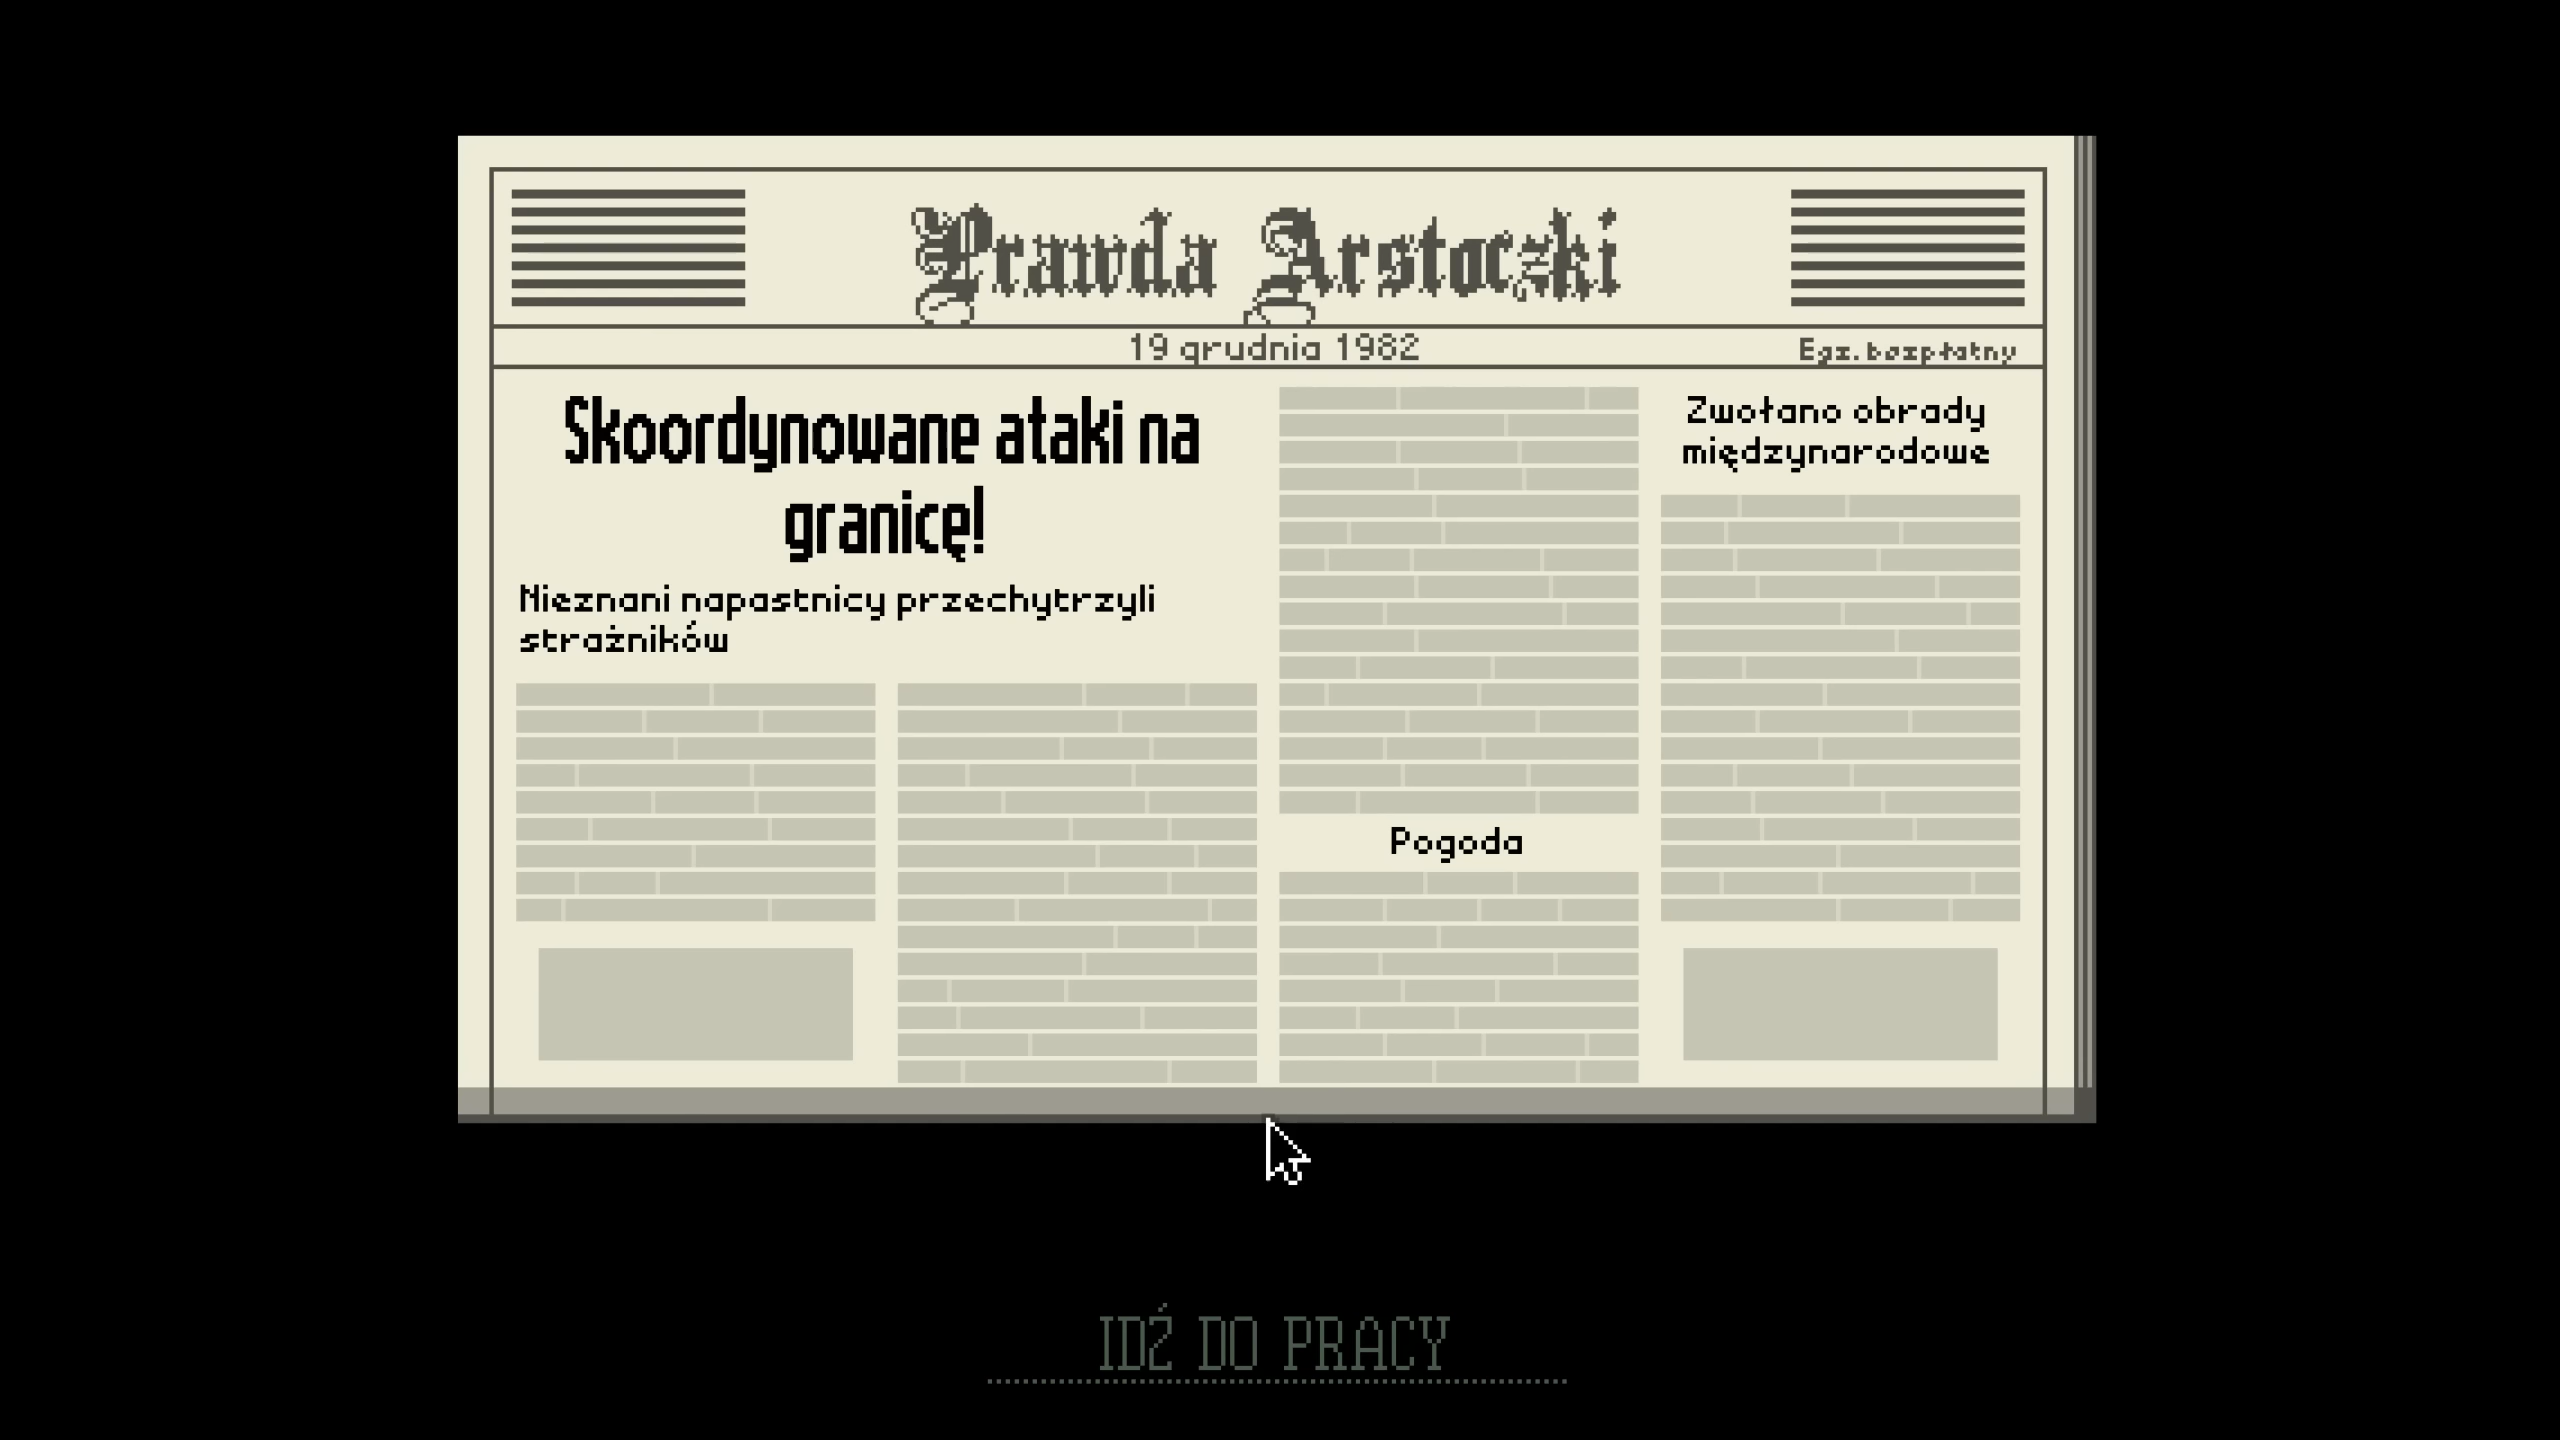 Prawda Arstoczki
19 grudnia 1982
Egz. bezpłatny
Skoordynowane ataki na
granicę!
Nieznani napastnicy przechytrzyli
strażników
Pogoda
Zwołano obrady
międzynarodowe
IDŹ DO PRACY